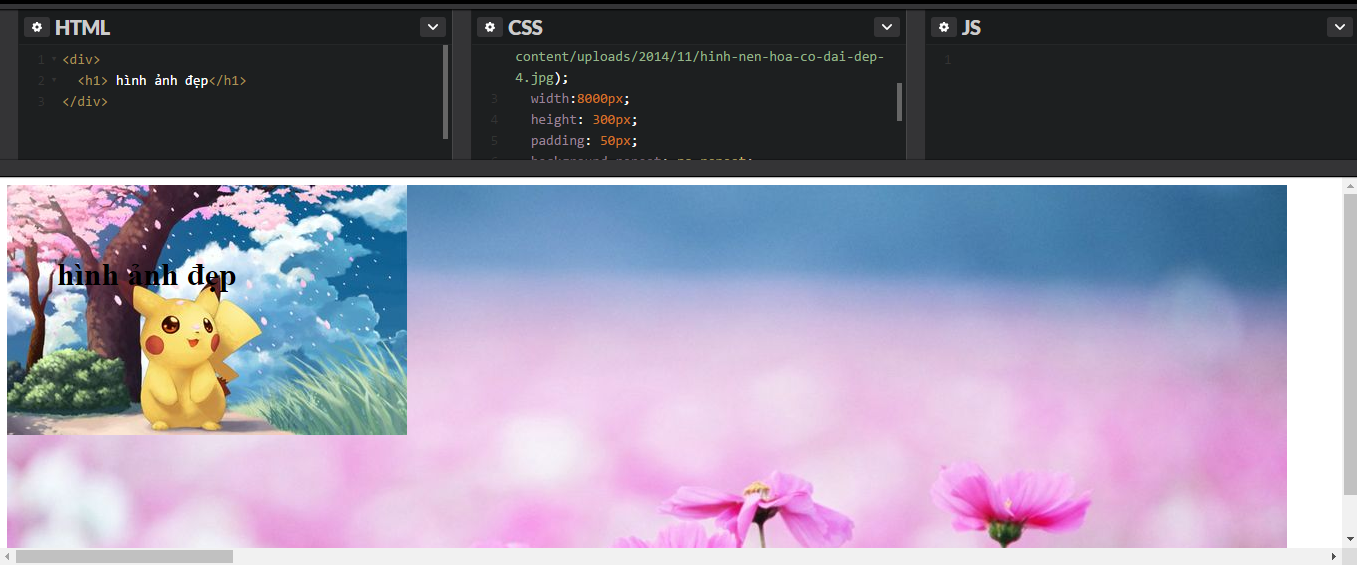 HTML
1 <div>
2 <h1> hình ảnh đẹp</h1>
3 </div>
CSS
content/uploads/2014/11/hinh-nen-hoa-co-dai-dep-
4.jpg);
3 width:8000px;
4 height: 300px;
5 padding: 50px;
JS
1
hình ảnh đẹp